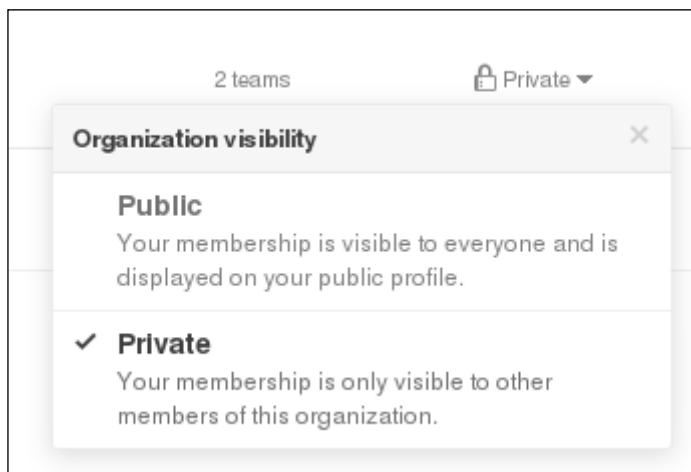 2 teams Private
Organization visibility
Public
Your membership is visible to everyone and is
displayed on your public profile.
Private
Your membership is only visible to other
members of this organization.